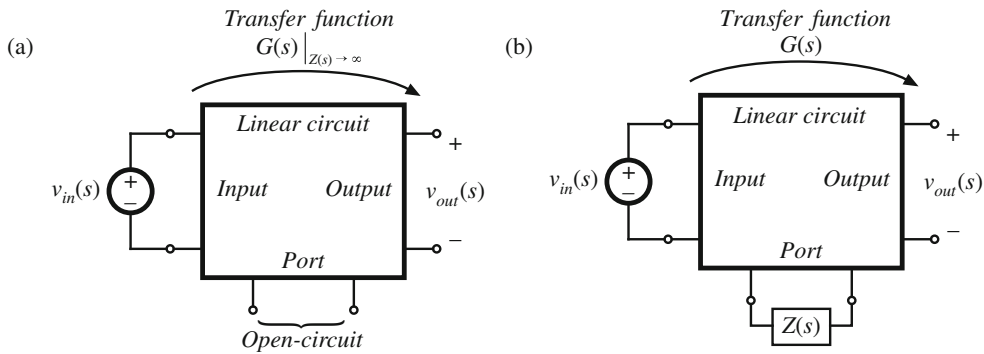 (a)
Transfer function
G(s)|Z(s) → ∞
Linear circuit
v_in(s)
+
−
Input
Output
+
v_out(s)
−
Port
Open-circuit
(b)
Transfer function
G(s)
Linear circuit
v_in(s)
+
−
Input
Output
+
v_out(s)
−
Port
Z(s)